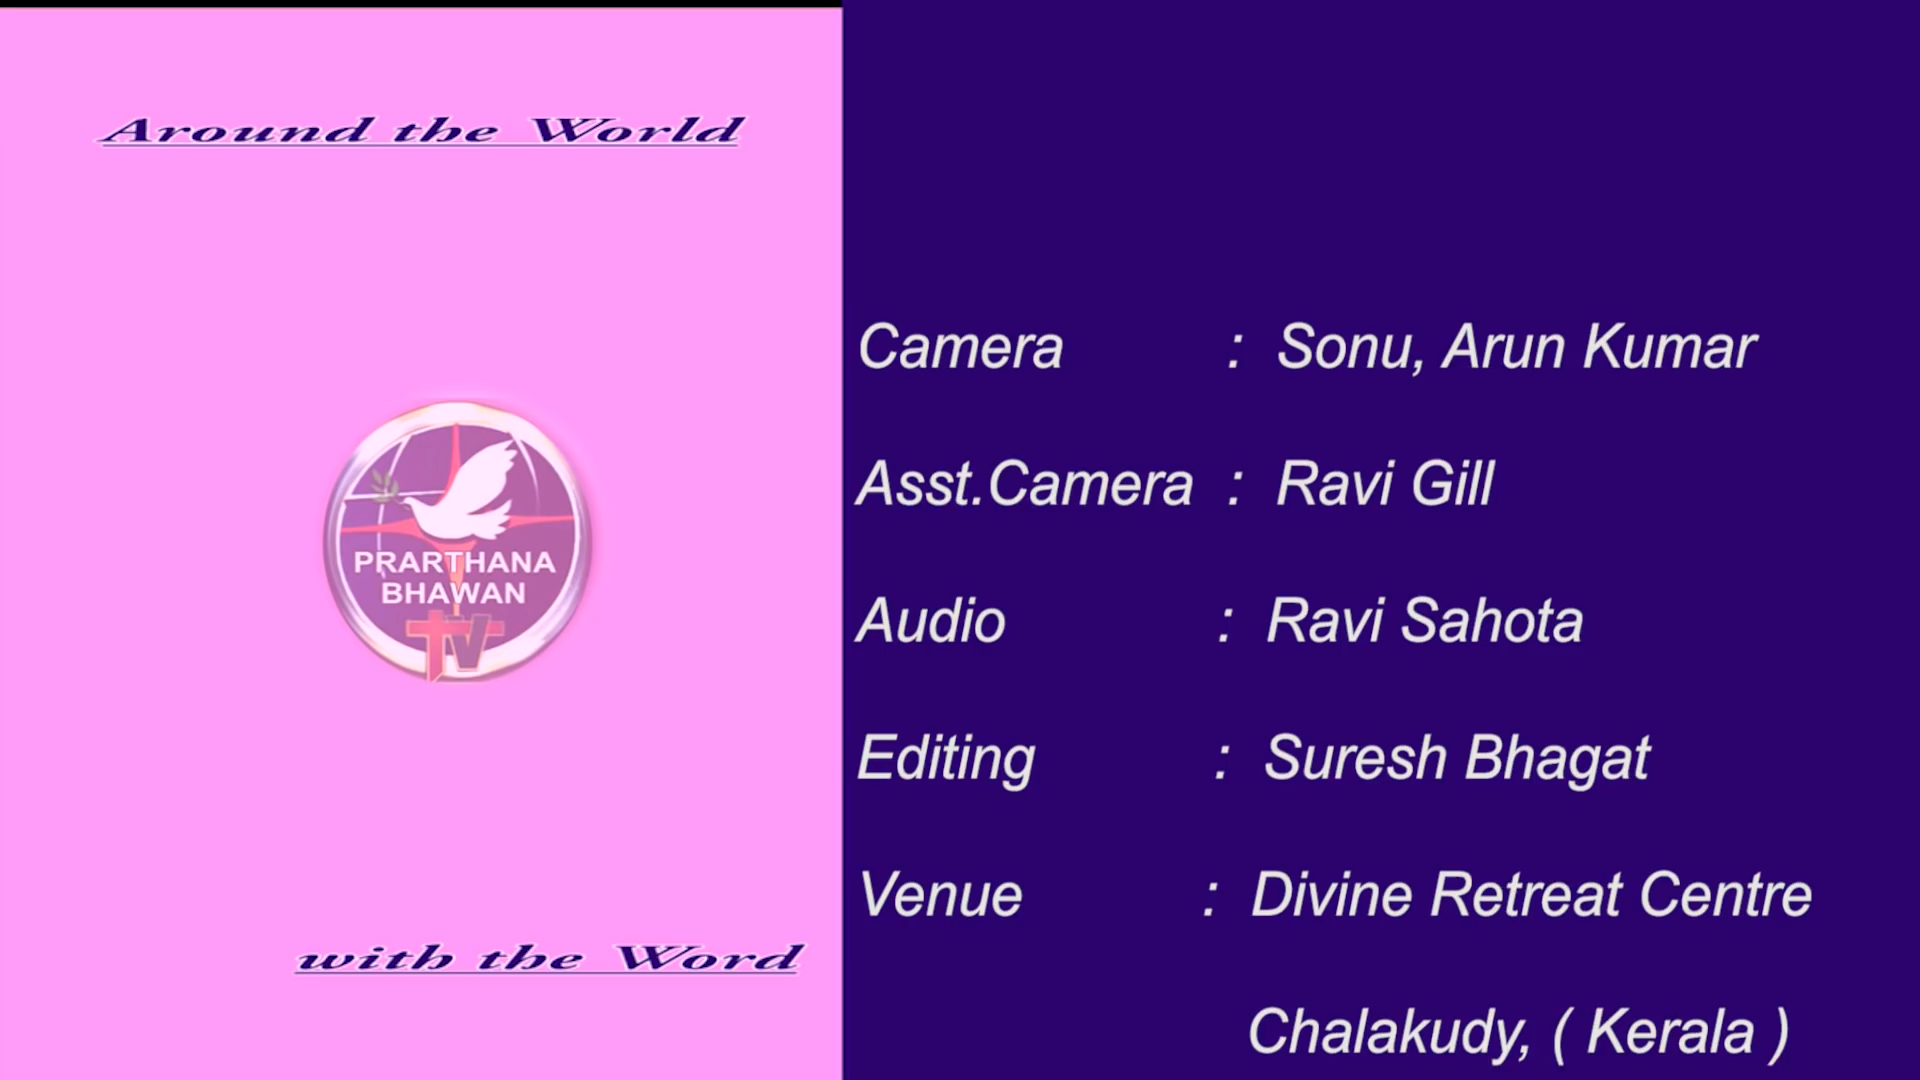 Around the World
PRARTHANA
BHAWAN
TV
with the Word
Camera : Sonu, Arun Kumar
Asst.Camera : Ravi Gill
Audio : Ravi Sahota
Editing : Suresh Bhagat
Venue : Divine Retreat Centre
Chalakudy, ( Kerala )